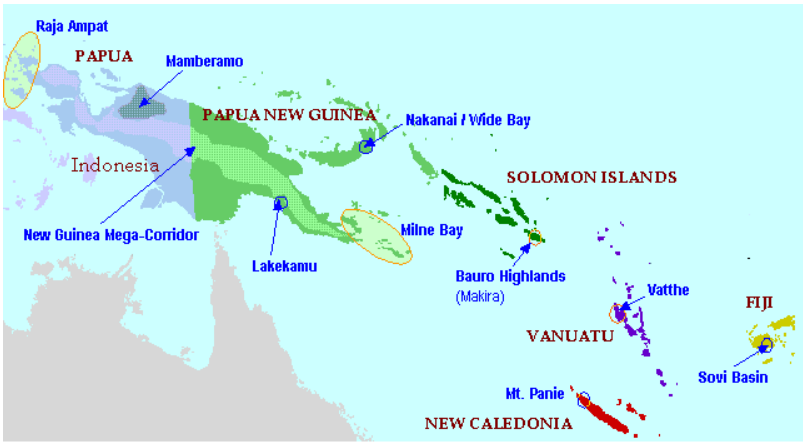 Raja Ampat
PAPUA
Mamberamo
PAPUA NEW GUINEA
Nakanai / Wide Bay
Indonesia
SOLOMON ISLANDS
New Guinea Mega-Corridor
Milne Bay
Lakekamu
Bauro Highlands
(Makira)
Vatthe
FIJI
VANUATU
Sovi Basin
Mt. Panie
NEW CALEDONIA